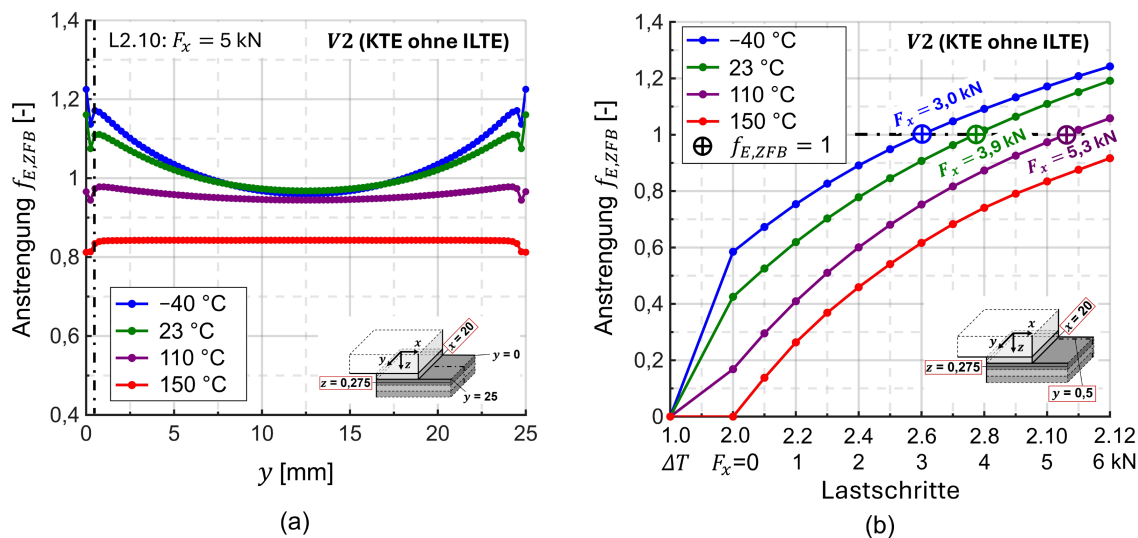 L2.10: Fₓ = 5 kN
V2 (KTE ohne ILTE)
1,4
1,2
1
0,8
0,6
0,4
Anstrengung f_E,ZFB [-]
−40 °C
23 °C
110 °C
150 °C
x = 20
x
y
z
y = 0
z = 0,275
y = 25
0 5 10 15 20 25
y [mm]
(a)
−40 °C
23 °C
110 °C
150 °C
f_E,ZFB = 1
V2 (KTE ohne ILTE)
Fₓ = 3,0 kN
Fₓ = 3,9 kN
Fₓ = 5,3 kN
1,4
1,2
1
0,8
0,6
0,4
0,2
0
Anstrengung f_E,ZFB [-]
x = 20
x
y
z
z = 0,275
y = 0,5
1.0 2.0 2.2 2.4 2.6 2.8 2.10 2.12
ΔT Fₓ=0 1 2 3 4 5 6 kN
Lastschritte
(b)